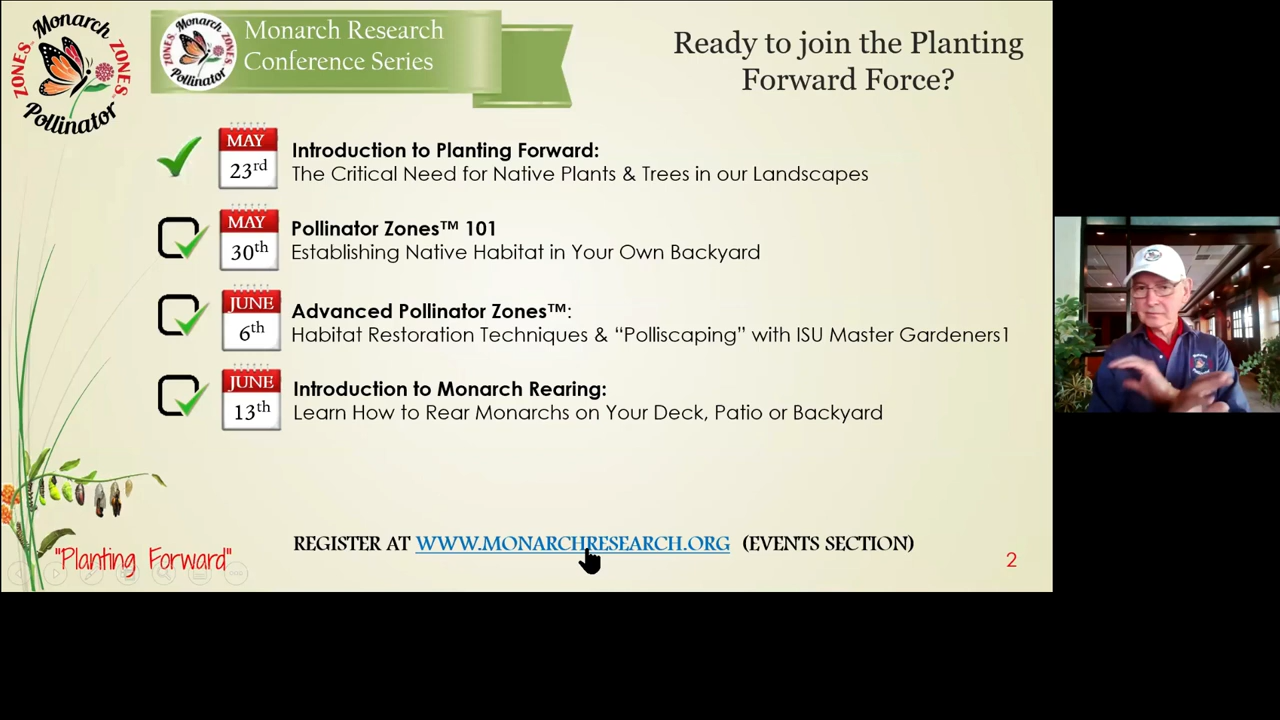 Monarch
ZONES™
ZONES™
Pollinator
Monarch
ZONES
ZONES
Pollinator
Monarch Research
Conference Series
Ready to join the Planting
Forward Force?
MAY
23rd
Introduction to Planting Forward:
The Critical Need for Native Plants & Trees in our Landscapes
MAY
30th
Pollinator Zones™ 101
Establishing Native Habitat in Your Own Backyard
JUNE
6th
Advanced Pollinator Zones™:
Habitat Restoration Techniques & “Polliscaping” with ISU Master Gardeners1
JUNE
13th
Introduction to Monarch Rearing:
Learn How to Rear Monarchs on Your Deck, Patio or Backyard
REGISTER AT WWW.MONARCHRESEARCH.ORG (EVENTS SECTION)
"Planting Forward"
2